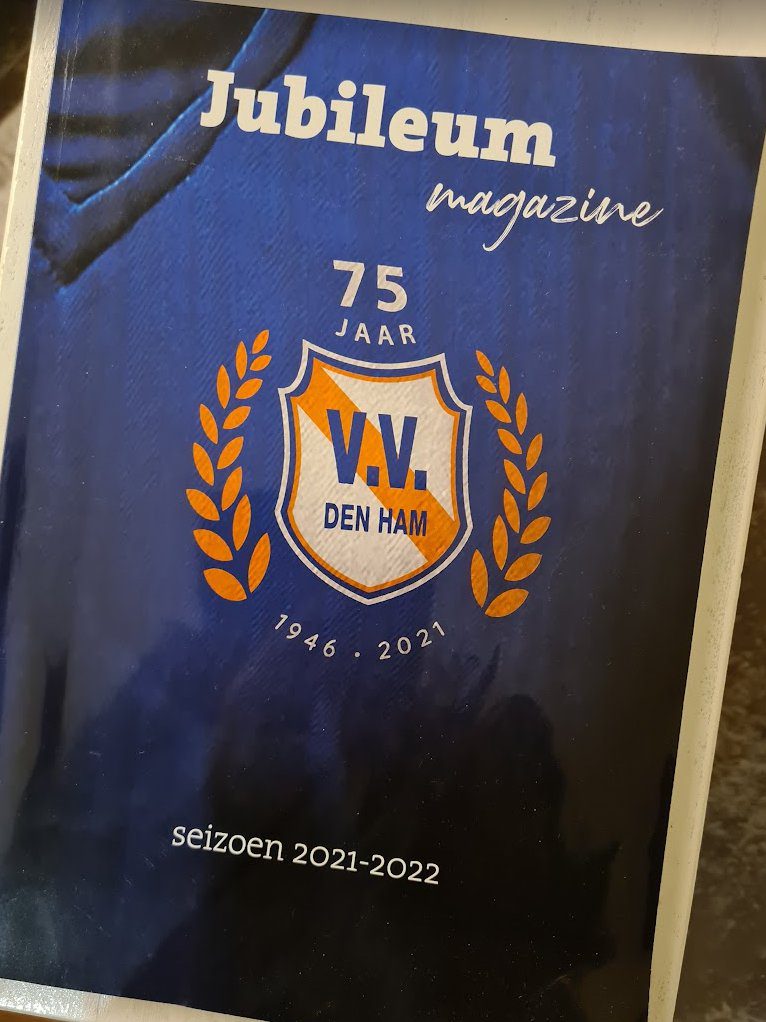 Jubileum
magazine
75
JAAR
V.V.
DEN HAM
1946 • 2021
seizoen 2021-2022